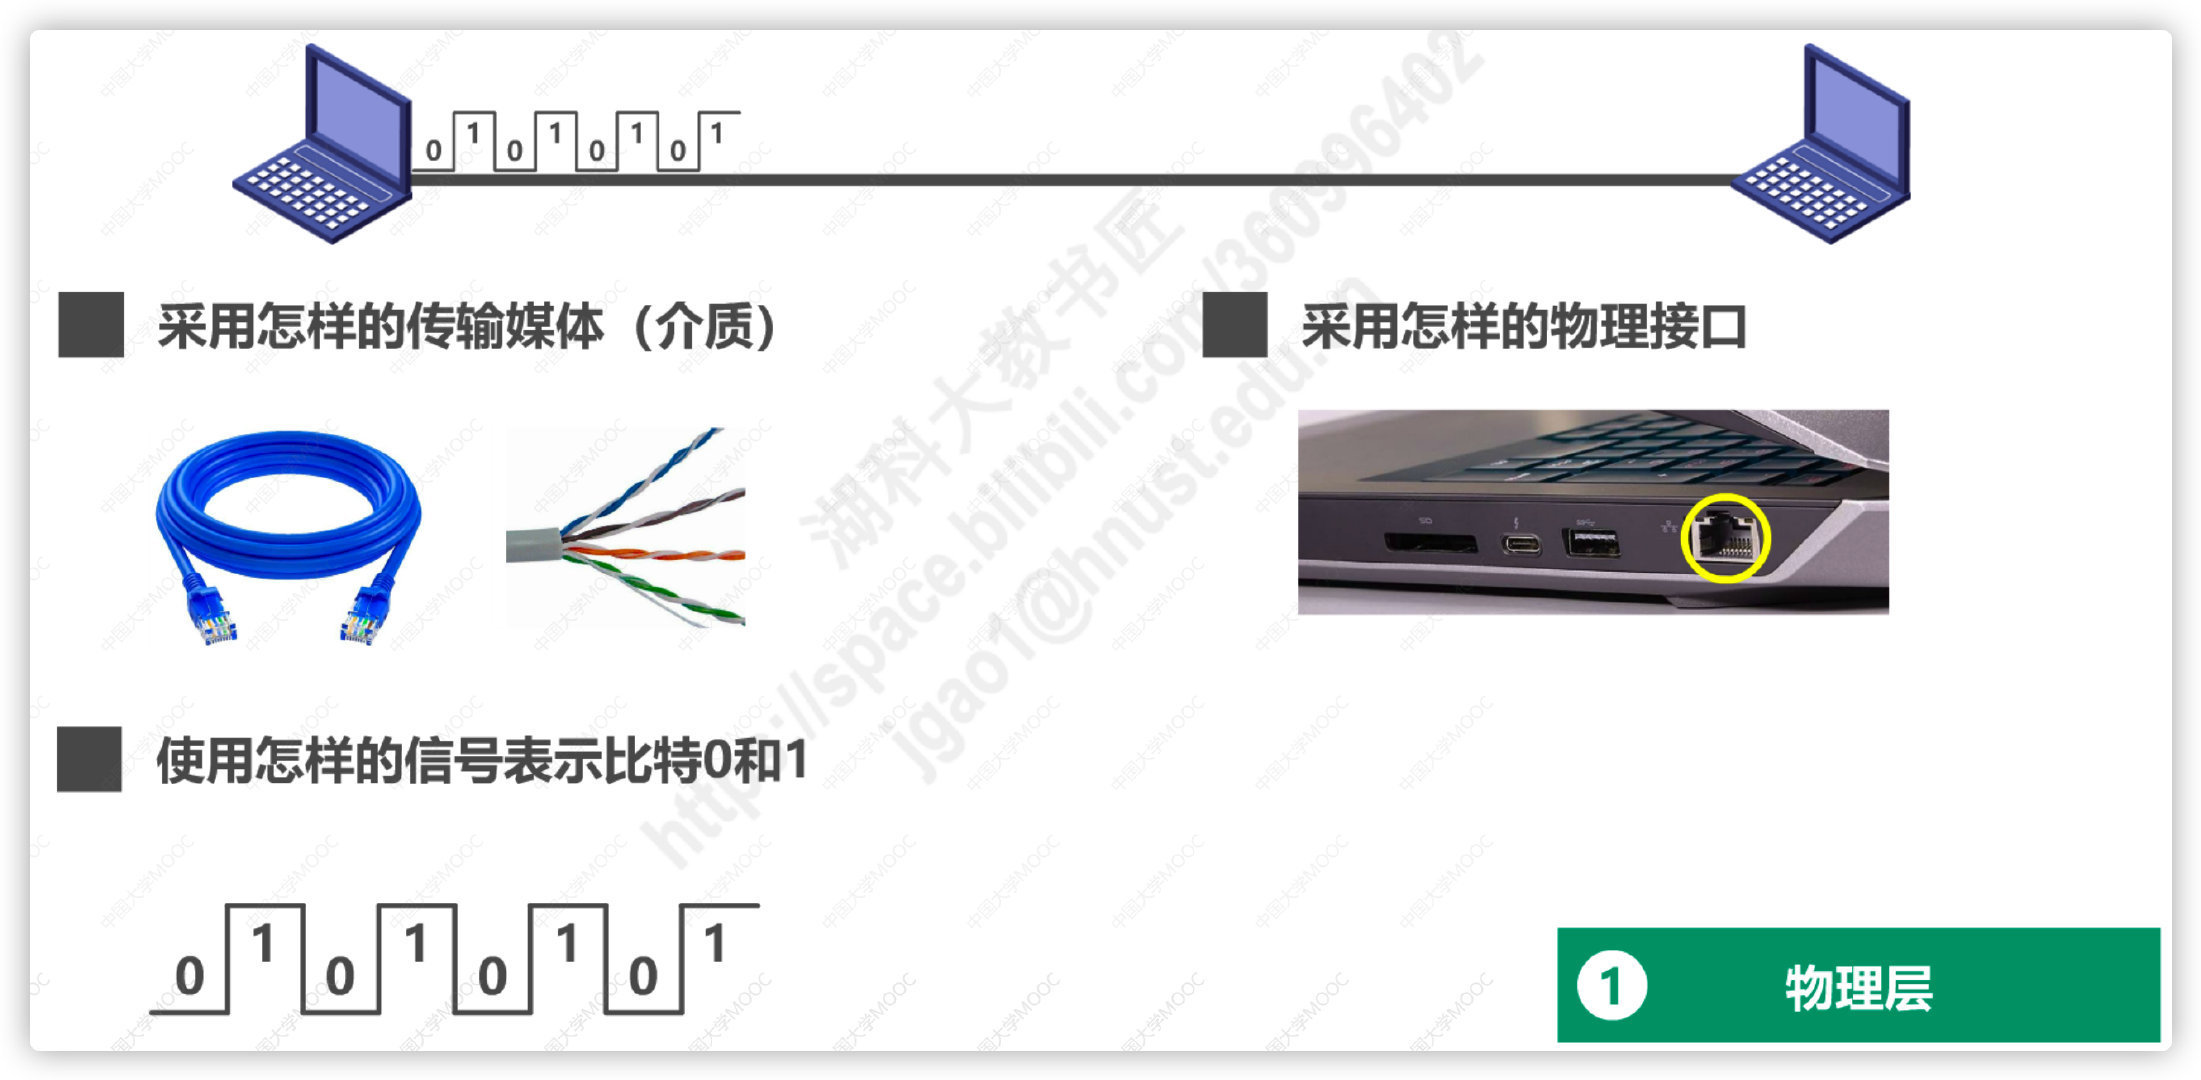 0 1 0 1 0 1 0 1
采用怎样的传输媒体（介质）
采用怎样的物理接口
使用怎样的信号表示比特0和1
0 1 0 1 0 1 0 1
1 物理层
湖科大教书匠
https://space.bilibili.com/360996402
jgao1@hnust.edu.cn
中国大学MOOC